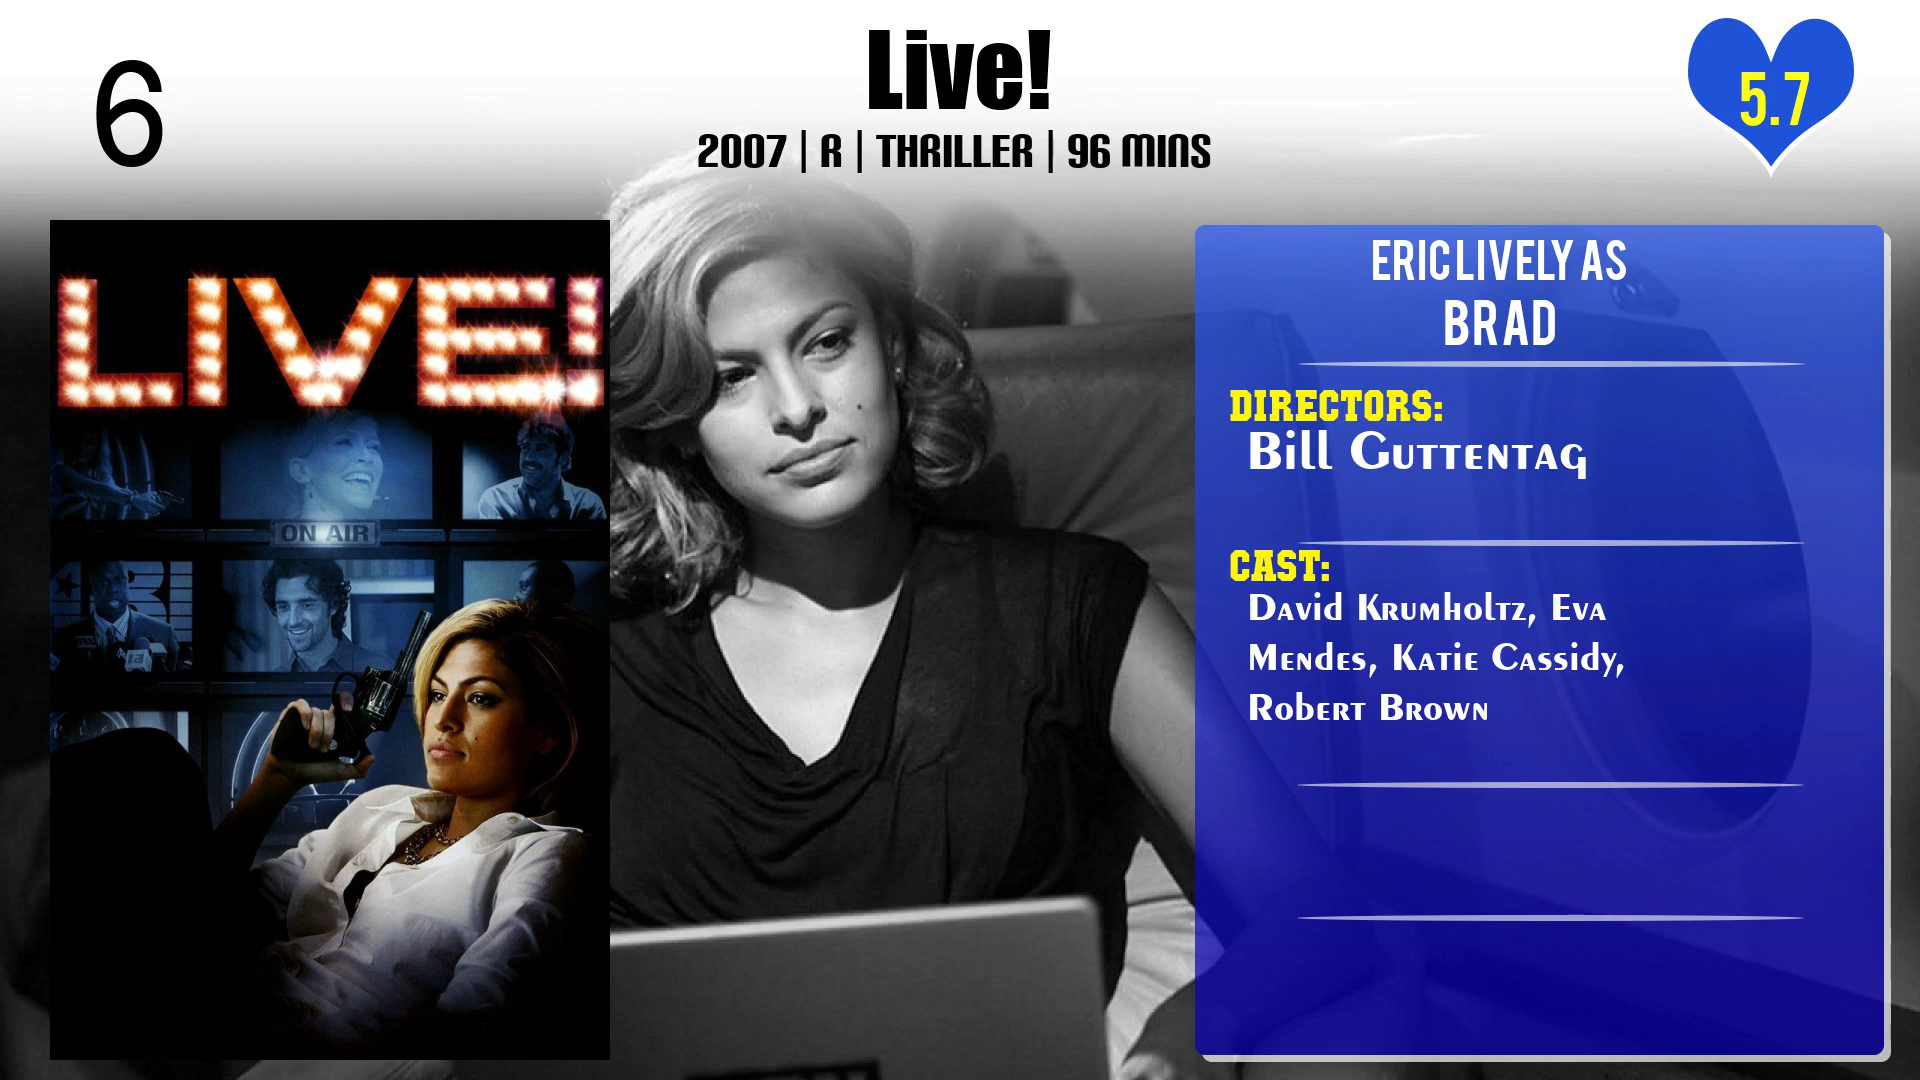 6
Live!
2007 | R | THRILLER | 96 MINS
5.7
LIVE!
ON AIR
ERIC LIVELY AS
BRAD
DIRECTORS:
Bill Guttentag
CAST:
David Krumholtz, Eva
Mendes, Katie Cassidy,
Robert Brown